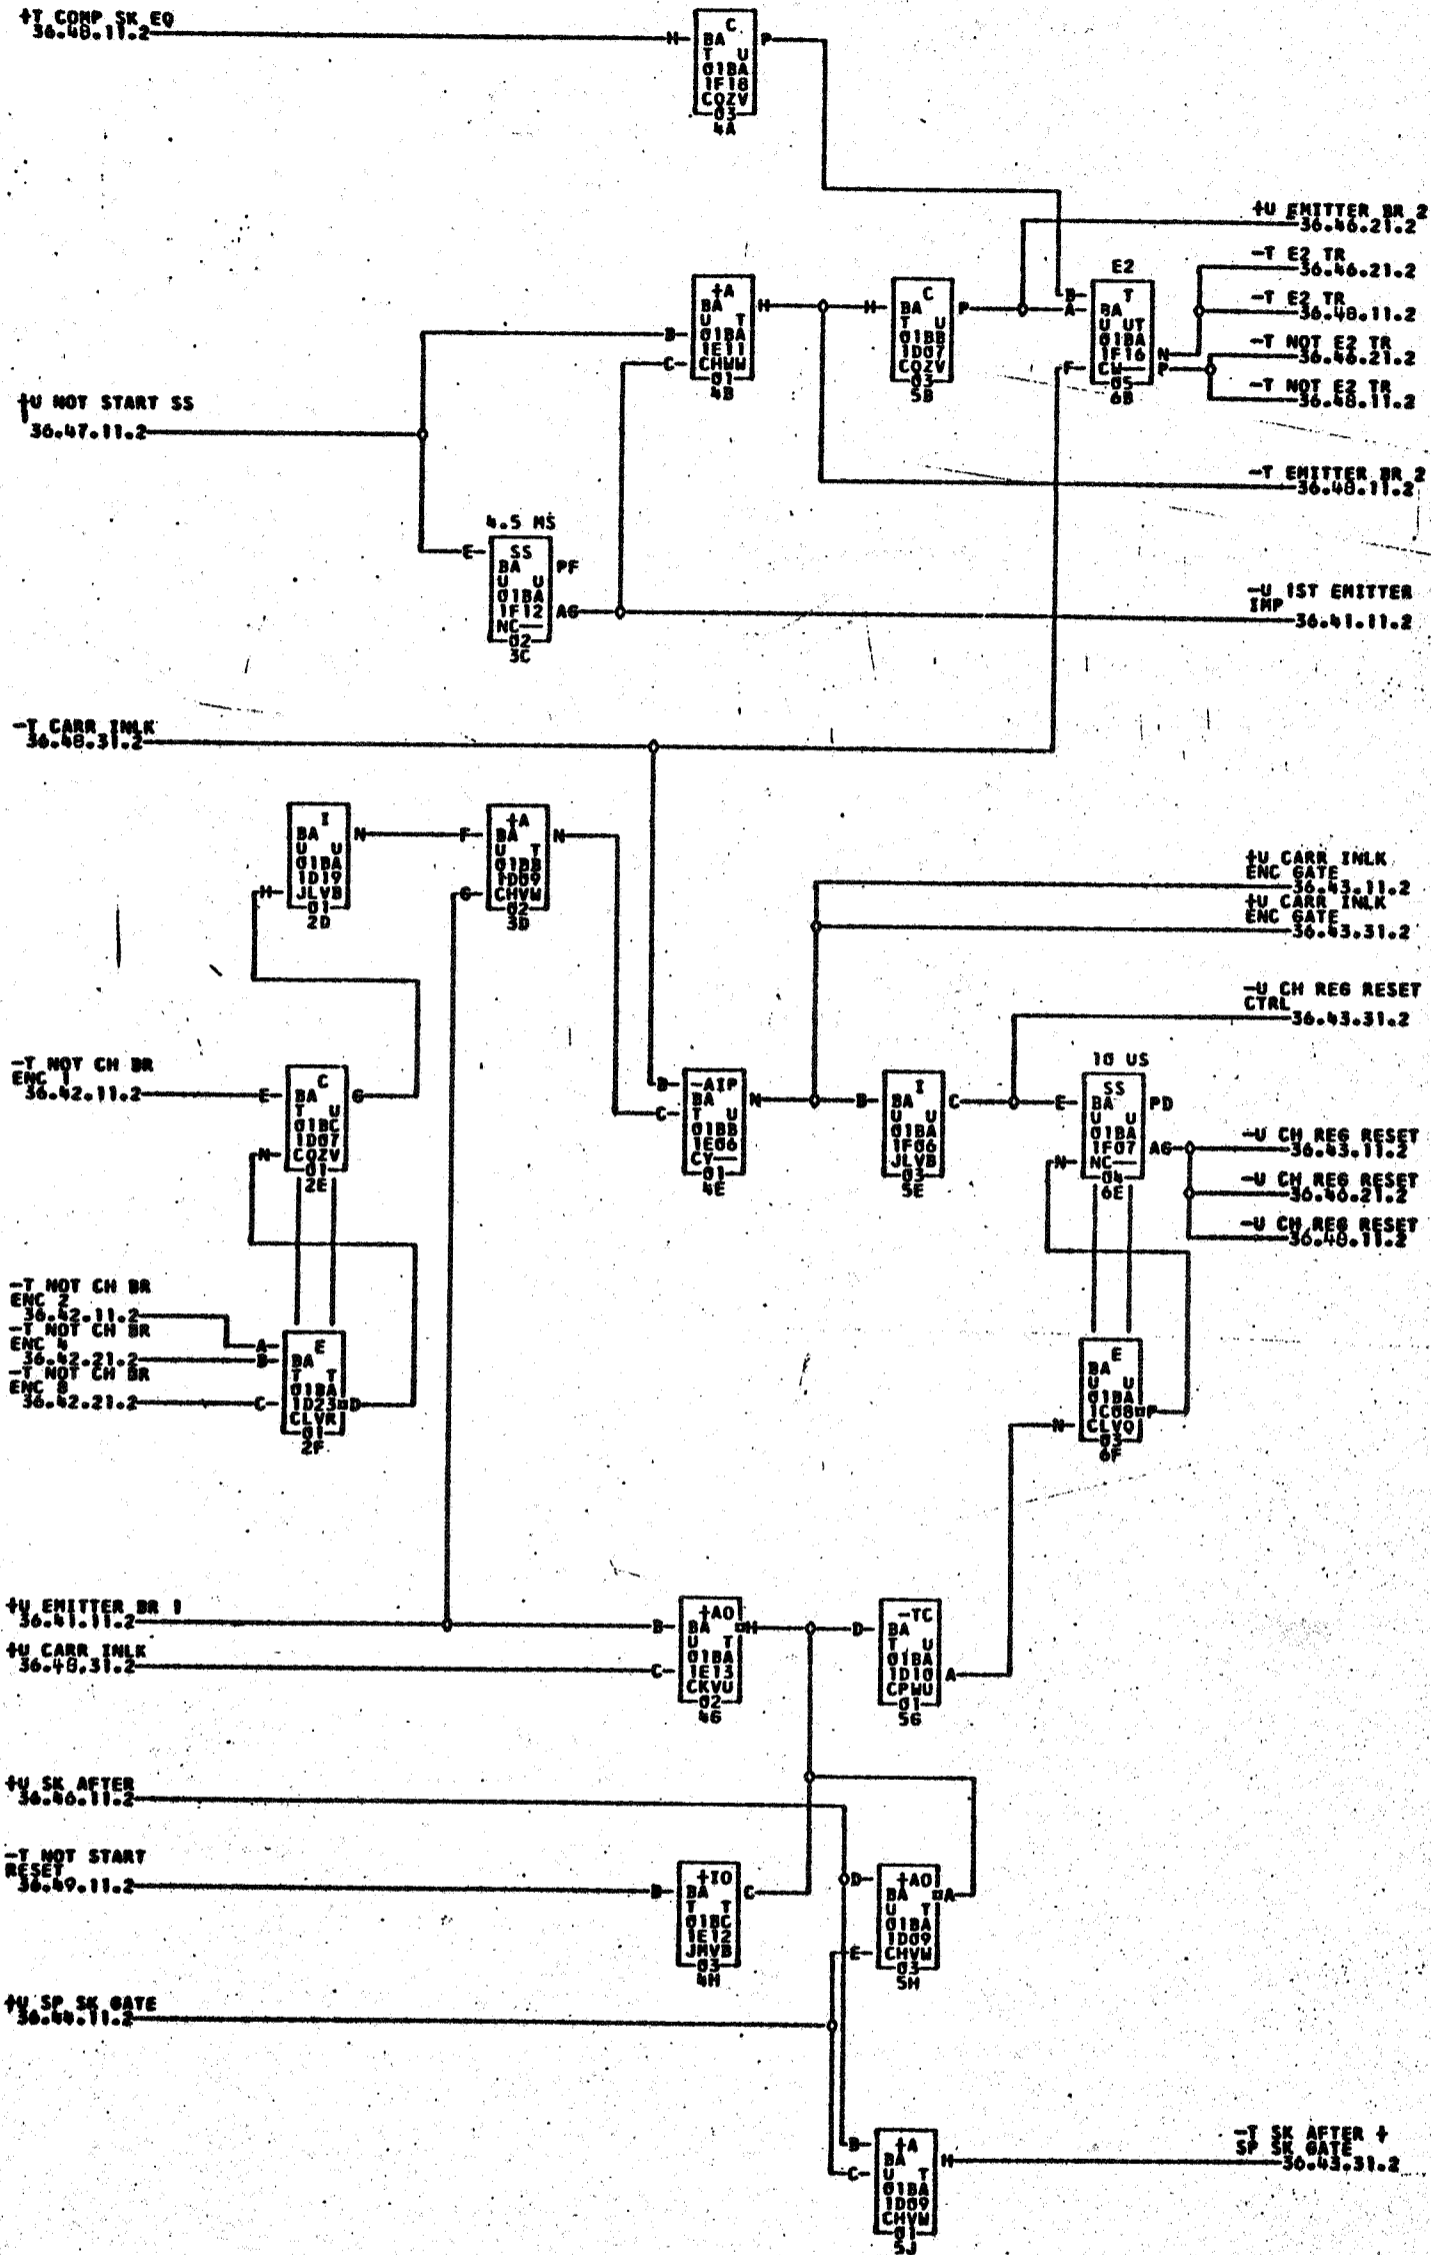 +T COMP SK EQ
36.48.11.2
H
C
BA
T U
01BA
1F18
CQZV
03
4A
P
+U EMITTER BR 2
36.46.21.2
-T E2 TR
36.46.21.2
-T E2 TR
36.48.11.2
-T NOT E2 TR
36.46.21.2
-T NOT E2 TR
36.48.11.2
B
C
+A
BA
U T
01BA
1E11
CHWW
01
4B
H
H
C
BA
T U
01BB
1D07
CQZV
03
5B
P
E2
B
A
F
T
BA
U UT
01BA
1F16
CW
05
6B
N
P
+U NOT START SS
36.47.11.2
-T EMITTER BR 2
36.48.11.2
4.5 MS
E
SS
BA
U U
01BA
1F12
NC
02
3C
PF
AG
-U 1ST EMITTER
IMP
36.41.11.2
-T CARR INLK
36.48.31.2
H
I
BA
U U
01BA
1D19
JLVB
01
2D
N
F
G
+A
BA
U T
01BB
1D09
CHVW
02
3D
N
+U CARR INLK
ENC GATE
36.43.11.2
+U CARR INLK
ENC GATE
36.43.31.2
-U CH REG RESET
CTRL
36.43.31.2
-T NOT CH BR
ENC 1
36.42.11.2
E
N
C
BA
T U
01BC
1D07
CQZV
01
2E
G
B
C
-AIP
BA
T U
01BB
1E06
CY
01
4E
N
B
I
BA
U U
01BA
1F06
JLVB
03
5E
C
10 US
E
N
SS
BA
U U
01BA
1F07
NC
04
6E
PD
AG
-U CH REG RESET
36.43.11.2
-U CH REG RESET
36.46.21.2
-U CH REG RESET
36.48.11.2
-T NOT CH BR
ENC 2
36.42.11.2
-T NOT CH BR
ENC 4
36.42.21.2
-T NOT CH BR
ENC 8
36.42.21.2
A
B
C
E
BA
T T
01BA
1D23
CLVR
01
2F
D
N
E
BA
U U
01BA
1C08
CLVQ
03
6F
P
+U EMITTER BR 1
36.41.11.2
+U CARR INLK
36.48.31.2
B
C
+AO
BA
U T
01BA
1E13
CKVU
02
4G
H
D
-TC
BA
T U
01BA
1D10
CPWU
01
5G
A
+U SK AFTER
36.46.11.2
-T NOT START
RESET
36.49.11.2
B
+IO
BA
T T
01BC
1E12
JMVB
03
4H
C
D
E
+AO
BA
U T
01BA
1D09
CHVW
03
5H
A
+U SP SK GATE
36.44.11.2
B
C
+A
BA
U T
01BA
1D09
CHVW
01
5J
H
-T SK AFTER +
SP SK GATE
36.43.31.2